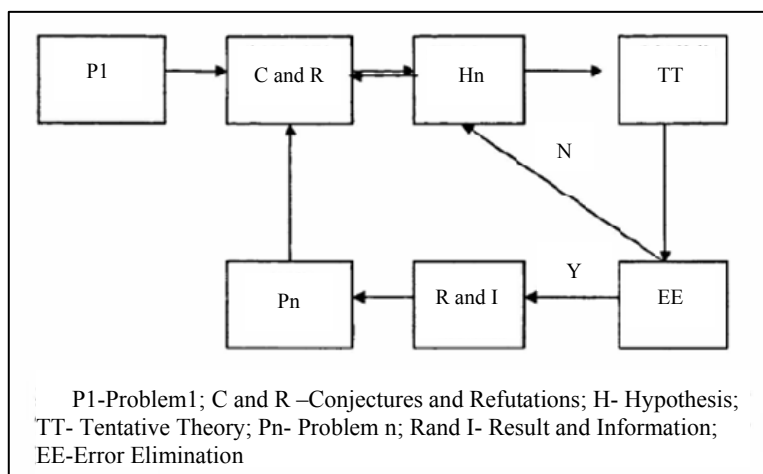 P1
C and R
Hn
TT
N
Y
Pn
R and I
EE
P1-Problem1; C and R –Conjectures and Refutations; H- Hypothesis;
TT- Tentative Theory; Pn- Problem n; Rand I- Result and Information;
EE-Error Elimination